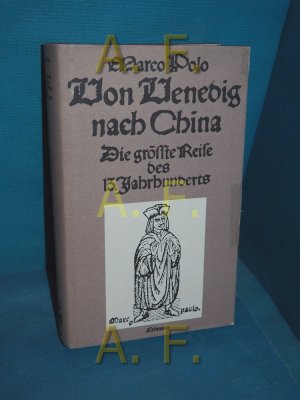 A. F.
Marco Polo
Von Venedig
nach China
Die größte Reise
des
13. Jahrhunderts
A. F.
A. F.
Marco paulo.
A. F.